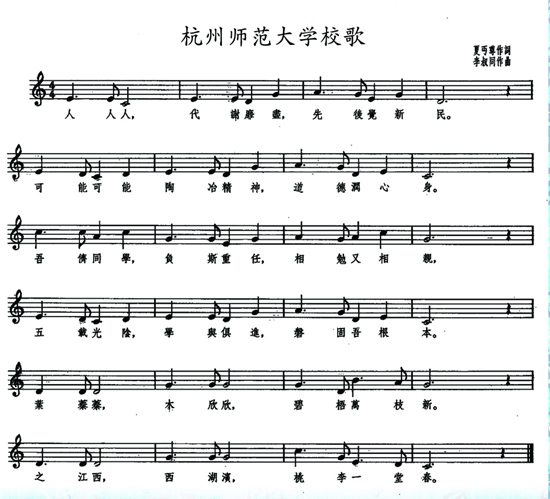 杭州师范大学校歌
夏丏尊作詞
李叔同作曲
4
4
人 人人， 代 謝靡盡，先 後覺新 民。
可 能可能 陶 冶精神，道 德潤心 身。
吾 儕同學，負 斯重任，相 勉又相 親，
五 載光陰，學 與俱進，磐 固吾根 本。
葉 蓁蓁，木 欣欣，碧 梧萬枝 新。
之 江西，西 湖濱，桃 李一堂 春。